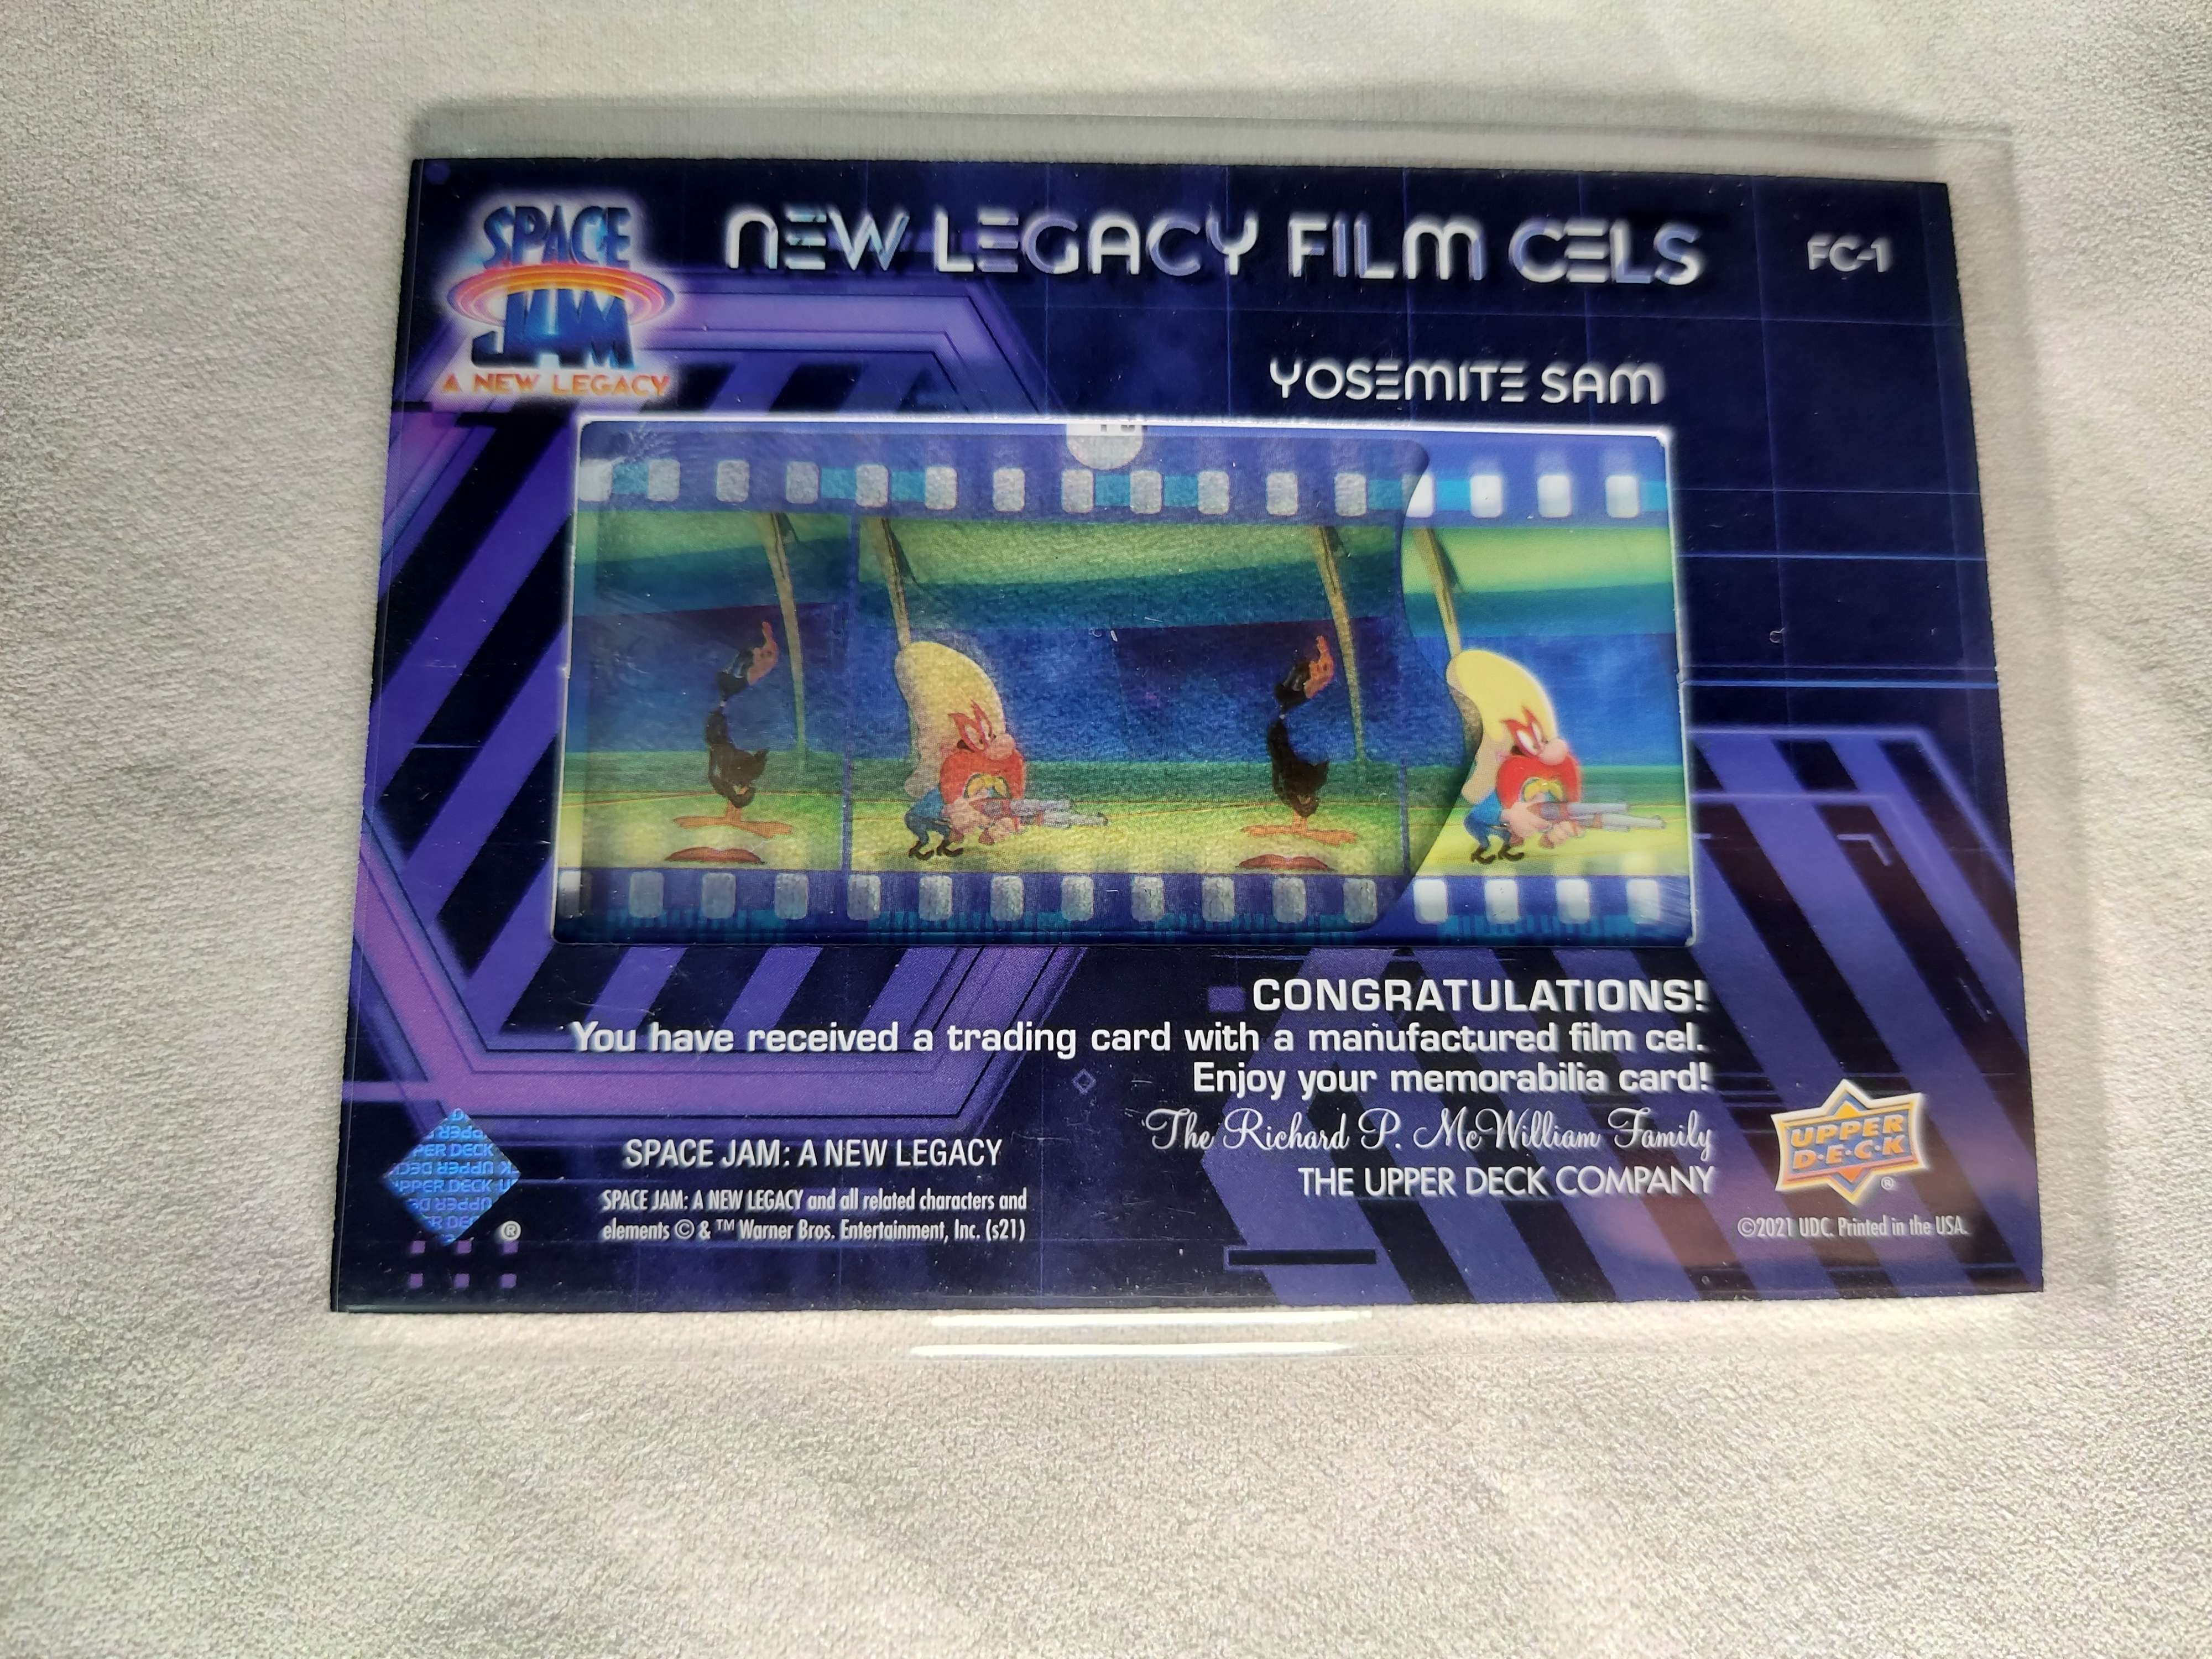 SPACE
JAM
A NEW LEGACY
NEW LEGACY FILM CELS
FC-1
YOSEMITE SAM
CONGRATULATIONS!
You have received a trading card with a manufactured film cel.
Enjoy your memorabilia card!
The Richard P. McWilliam Family
THE UPPER DECK COMPANY
SPACE JAM: A NEW LEGACY
SPACE JAM: A NEW LEGACY and all related characters and
elements © & ™ Warner Bros. Entertainment, Inc. (s21)
PER DECK
UPPER DECK U
®
UPPER
D·E·C·K
®
©2021 UDC. Printed in the USA.